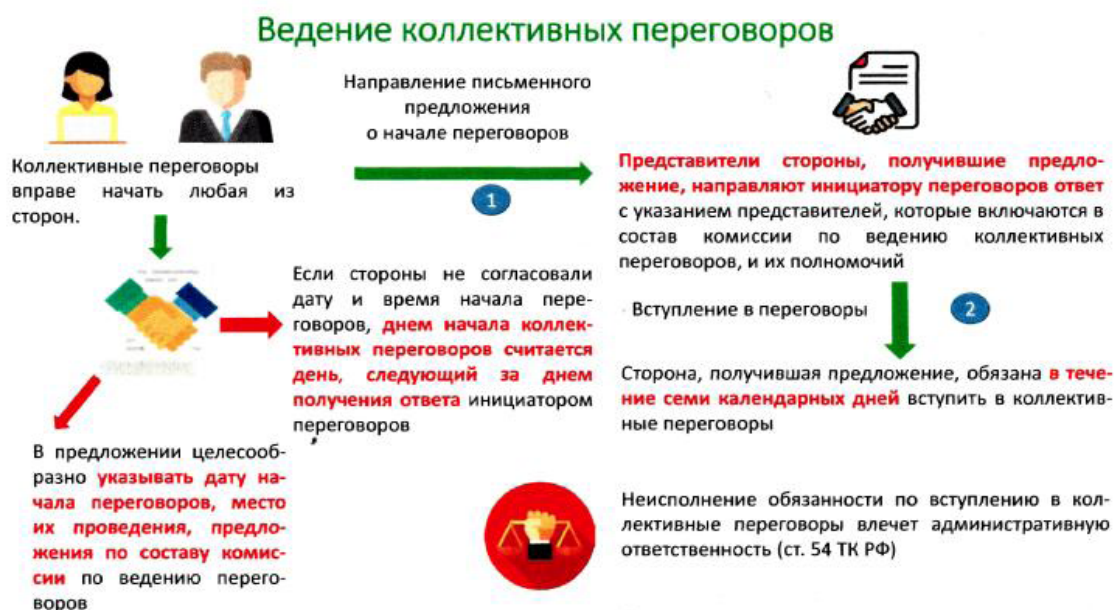 Ведение коллективных переговоров
Коллективные переговоры
вправе начать любая из
сторон.
Направление письменного
предложения
о начале переговоров
1
Представители стороны, получившие предло-
жение, направляют инициатору переговоров ответ
с указанием представителей, которые включаются в
состав комиссии по ведению коллективных
переговоров, и их полномочий
Если стороны не согласовали
дату и время начала пере-
говоров, днем начала коллек-
тивных переговоров считается
день, следующий за днем
получения ответа инициатором
переговоров
Вступление в переговоры
2
Сторона, получившая предложение, обязана в тече-
ние семи календарных дней вступить в коллектив-
ные переговоры
В предложении целесооб-
разно указывать дату на-
чала переговоров, место
их проведения, предло-
жения по составу комис-
сии по ведению перего-
воров
Неисполнение обязанности по вступлению в кол-
лективные переговоры влечет административную
ответственность (ст. 54 ТК РФ)